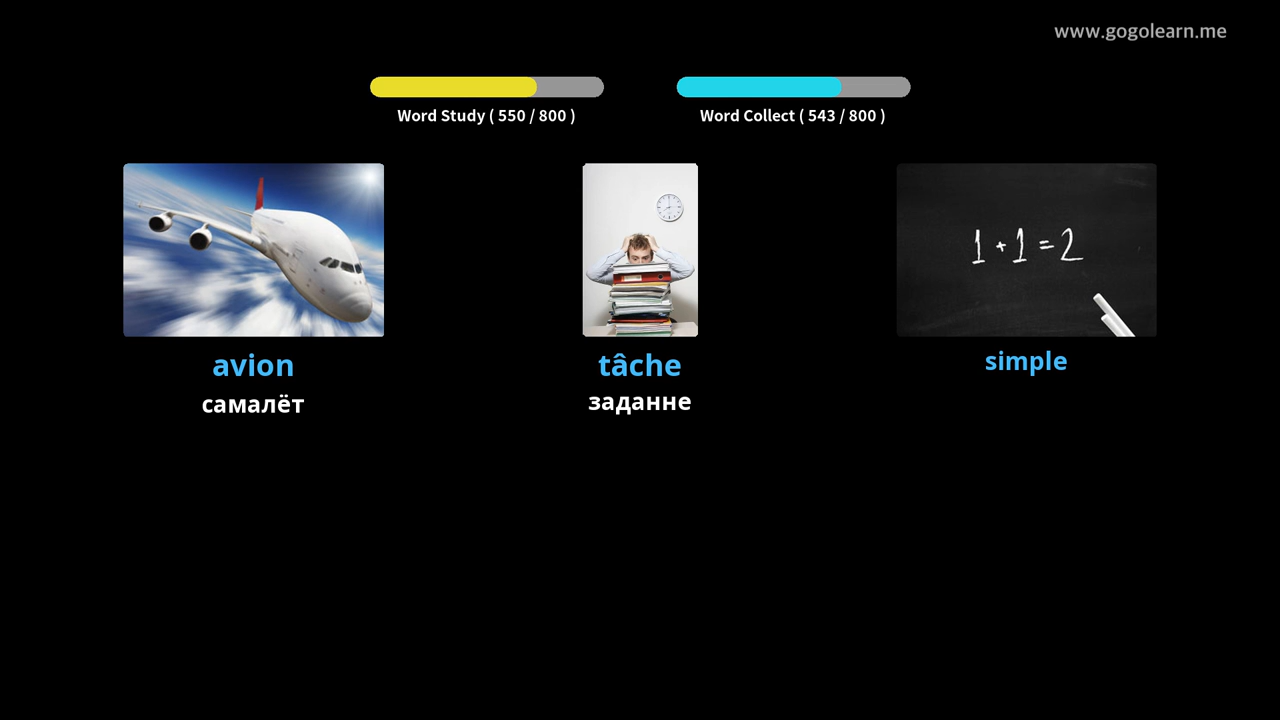 www.gogolearn.me
Word Study ( 550 / 800 )
Word Collect ( 543 / 800 )
1 + 1 = 2
avion
tâche
simple
самалёт
заданне